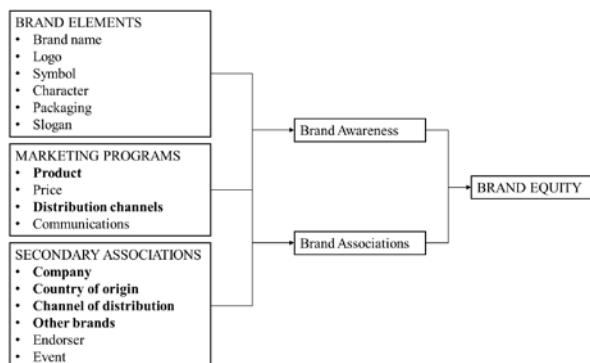 BRAND ELEMENTS
• Brand name
• Logo
• Symbol
• Character
• Packaging
• Slogan
MARKETING PROGRAMS
• Product
• Price
• Distribution channels
• Communications
SECONDARY ASSOCIATIONS
• Company
• Country of origin
• Channel of distribution
• Other brands
• Endorser
• Event
Brand Awareness
Brand Associations
BRAND EQUITY